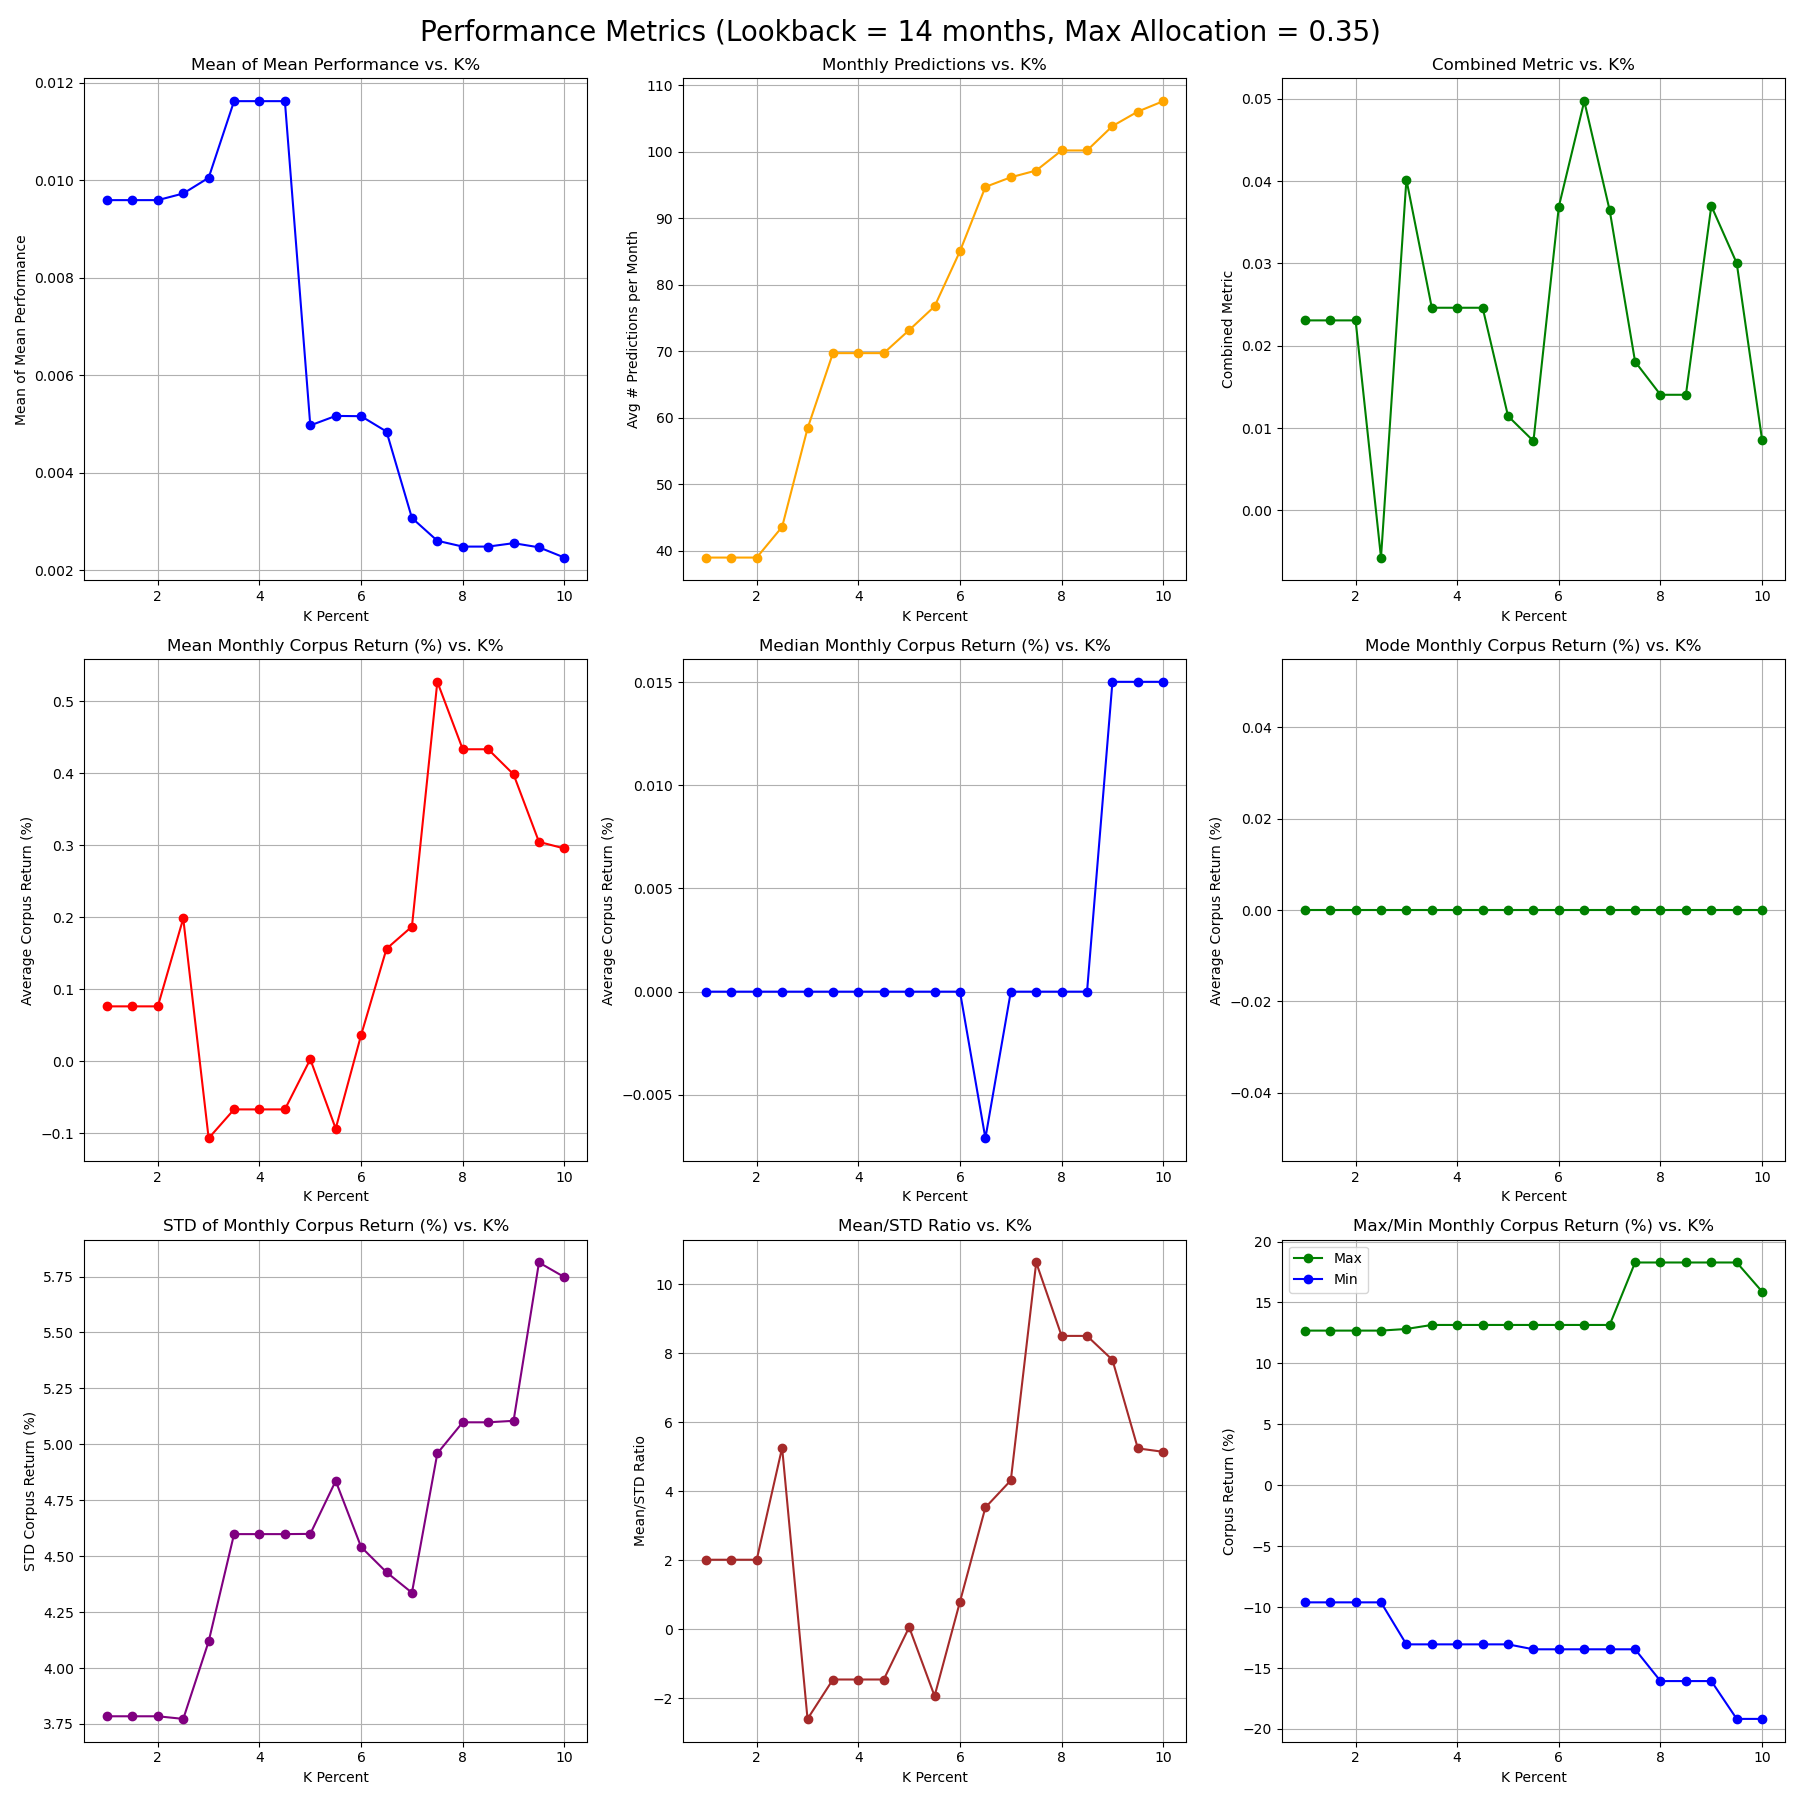 Performance Metrics (Lookback = 14 months, Max Allocation = 0.35)
Mean of Mean Performance vs. K%
Mean of Mean Performance
0.012
0.010
0.008
0.006
0.004
0.002
2 4 6 8 10
K Percent
Monthly Predictions vs. K%
Avg # Predictions per Month
110
100
90
80
70
60
50
40
2 4 6 8 10
K Percent
Combined Metric vs. K%
Combined Metric
0.05
0.04
0.03
0.02
0.01
0.00
2 4 6 8 10
K Percent
Mean Monthly Corpus Return (%) vs. K%
Average Corpus Return (%)
0.5
0.4
0.3
0.2
0.1
0.0
−0.1
2 4 6 8 10
K Percent
Median Monthly Corpus Return (%) vs. K%
Average Corpus Return (%)
0.015
0.010
0.005
0.000
−0.005
2 4 6 8 10
K Percent
Mode Monthly Corpus Return (%) vs. K%
Average Corpus Return (%)
0.04
0.02
0.00
−0.02
−0.04
2 4 6 8 10
K Percent
STD of Monthly Corpus Return (%) vs. K%
STD Corpus Return (%)
5.75
5.50
5.25
5.00
4.75
4.50
4.25
4.00
3.75
2 4 6 8 10
K Percent
Mean/STD Ratio vs. K%
Mean/STD Ratio
10
8
6
4
2
0
−2
2 4 6 8 10
K Percent
Max/Min Monthly Corpus Return (%) vs. K%
Corpus Return (%)
Max
Min
20
15
10
5
0
−5
−10
−15
−20
2 4 6 8 10
K Percent